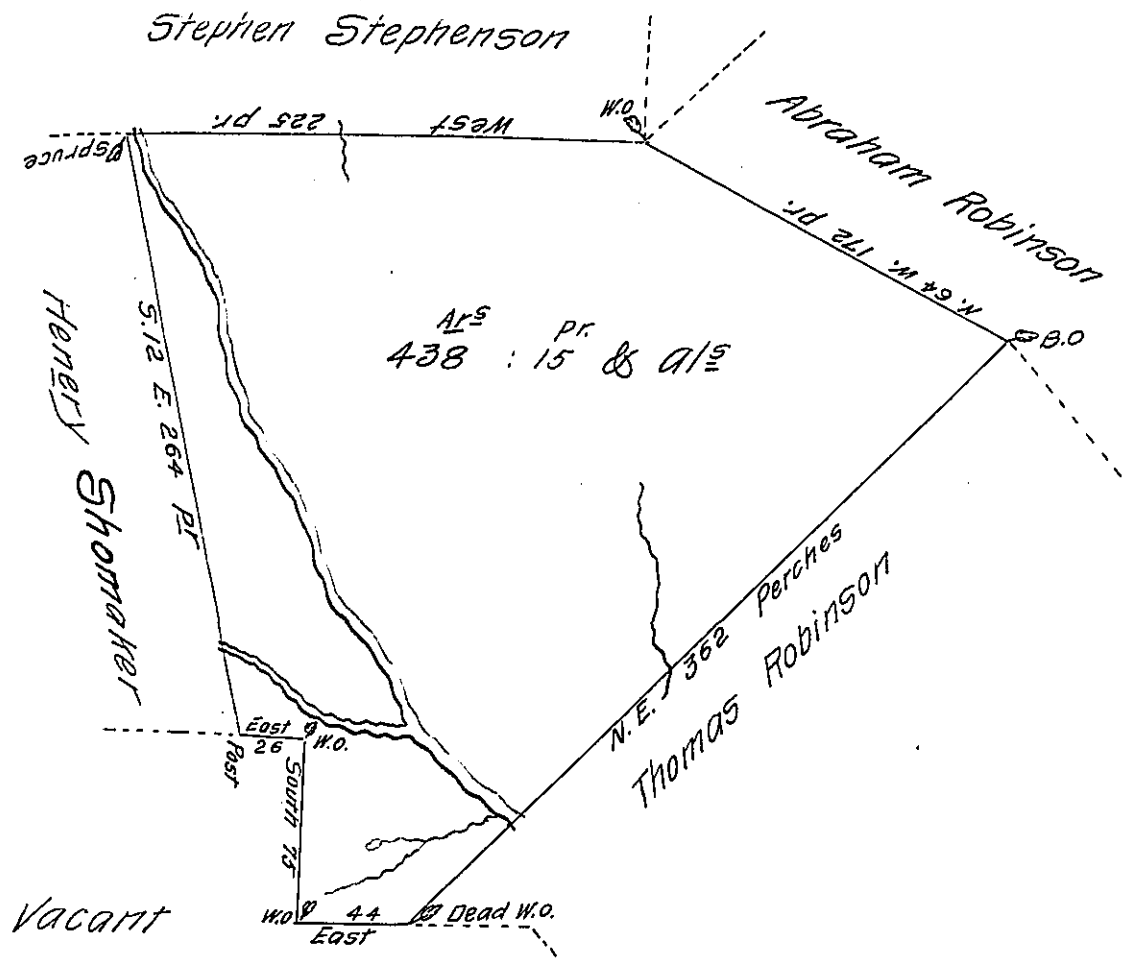 Stephen Stephenson
W.O
West 225 pr.
Spruce
Abraham Robinson
N. 64 W. 172 pr.
B.O
Ars pr.
438 : 15 & als
Henery Shomaker
S. 12 E. 264 Pr
Perches
N. E. 362
Thomas Robinson
East
26
W.O.
Post
South 75
Vacant
W.O
44
East
Dead W.O.